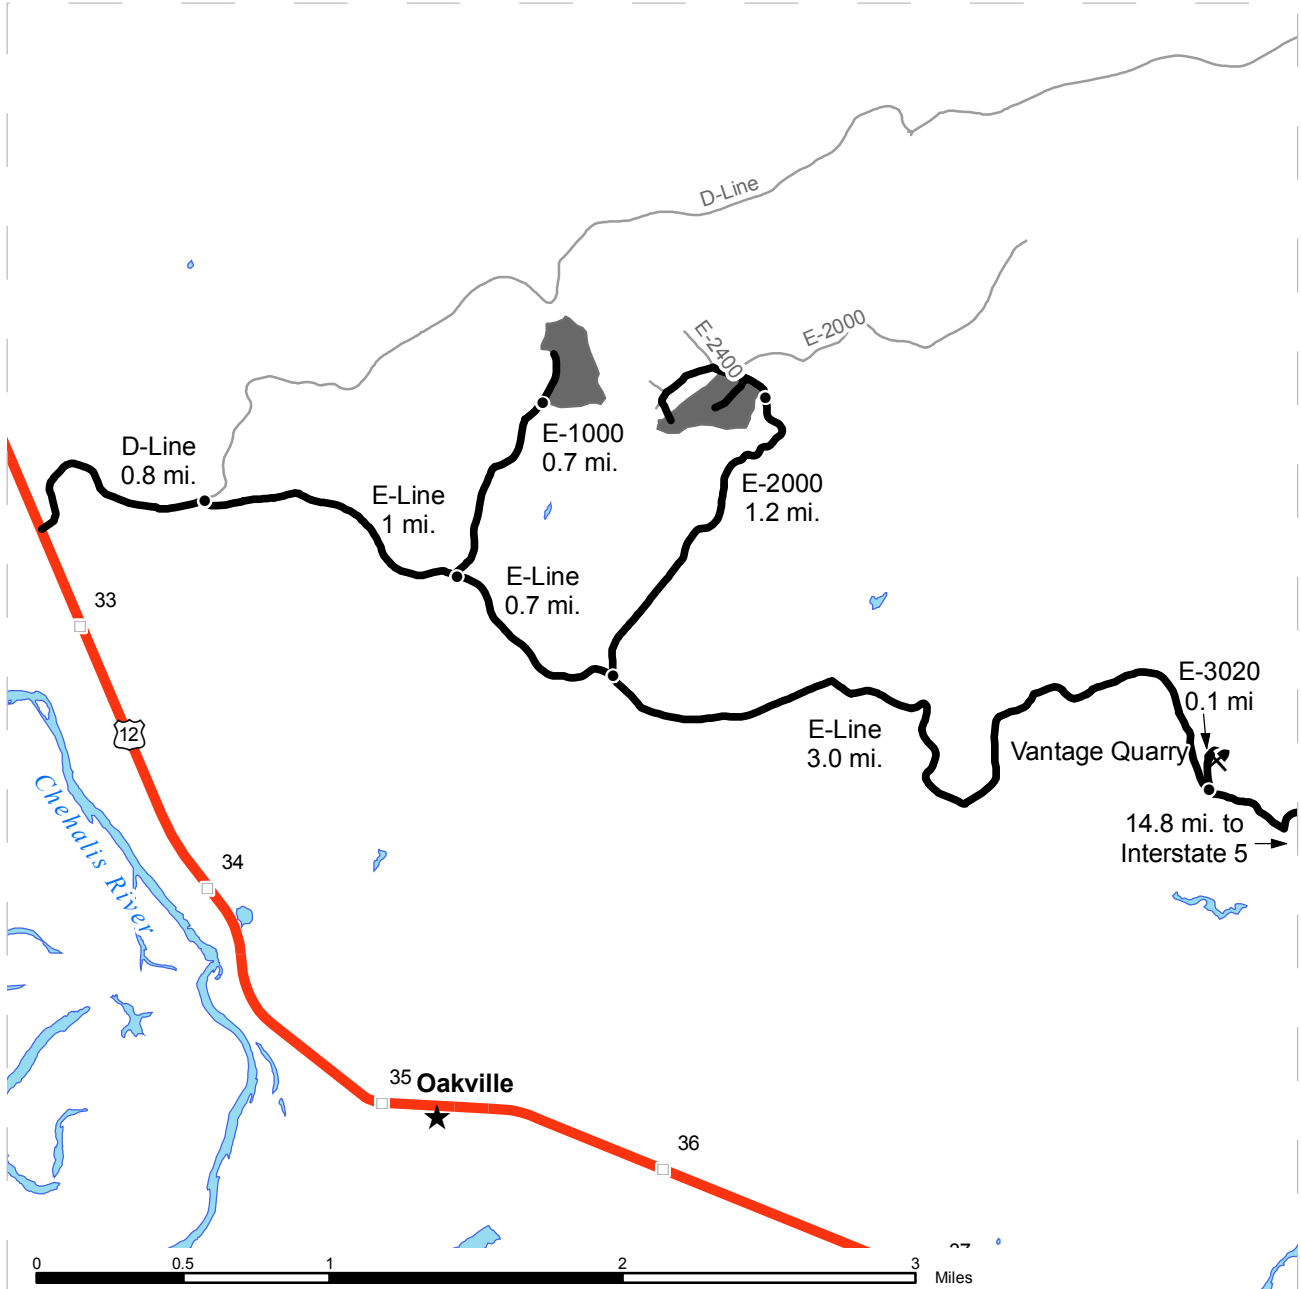 D-Line
E-2400
E-2000
D-Line
0.8 mi.
E-1000
0.7 mi.
E-Line
1 mi.
E-2000
1.2 mi.
E-Line
0.7 mi.
33
E-3020
0.1 mi
E-Line
3.0 mi.
Vantage Quarry
12
14.8 mi. to
Interstate 5
Chehalis River
34
35
Oakville
36
0 0.5 1 2 3
Miles